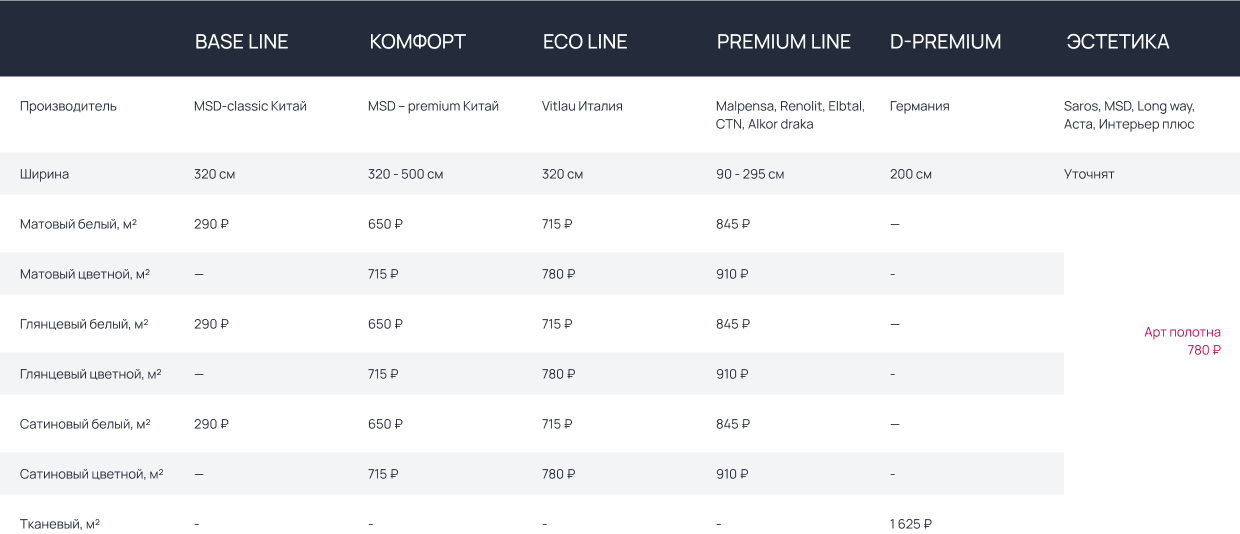 BASE LINE КОМФОРТ ECO LINE PREMIUM LINE D-PREMIUM ЭСТЕТИКА
Производитель MSD-classic Китай MSD – premium Китай Vitlau Италия Malpensa, Renolit, Elbtal, Германия Saros, MSD, Long way,
CTN, Alkor draka Аста, Интерьер плюс
Ширина 320 см 320 - 500 см 320 см 90 - 295 см 200 см Уточнят
Матовый белый, м² 290 ₽ 650 ₽ 715 ₽ 845 ₽ —
Матовый цветной, м² — 715 ₽ 780 ₽ 910 ₽ -
Глянцевый белый, м² 290 ₽ 650 ₽ 715 ₽ 845 ₽ —
Арт полотна
780 ₽
Глянцевый цветной, м² — 715 ₽ 780 ₽ 910 ₽ -
Сатиновый белый, м² 290 ₽ 650 ₽ 715 ₽ 845 ₽ —
Сатиновый цветной, м² — 715 ₽ 780 ₽ 910 ₽ -
Тканевый, м² - - - - 1 625 ₽